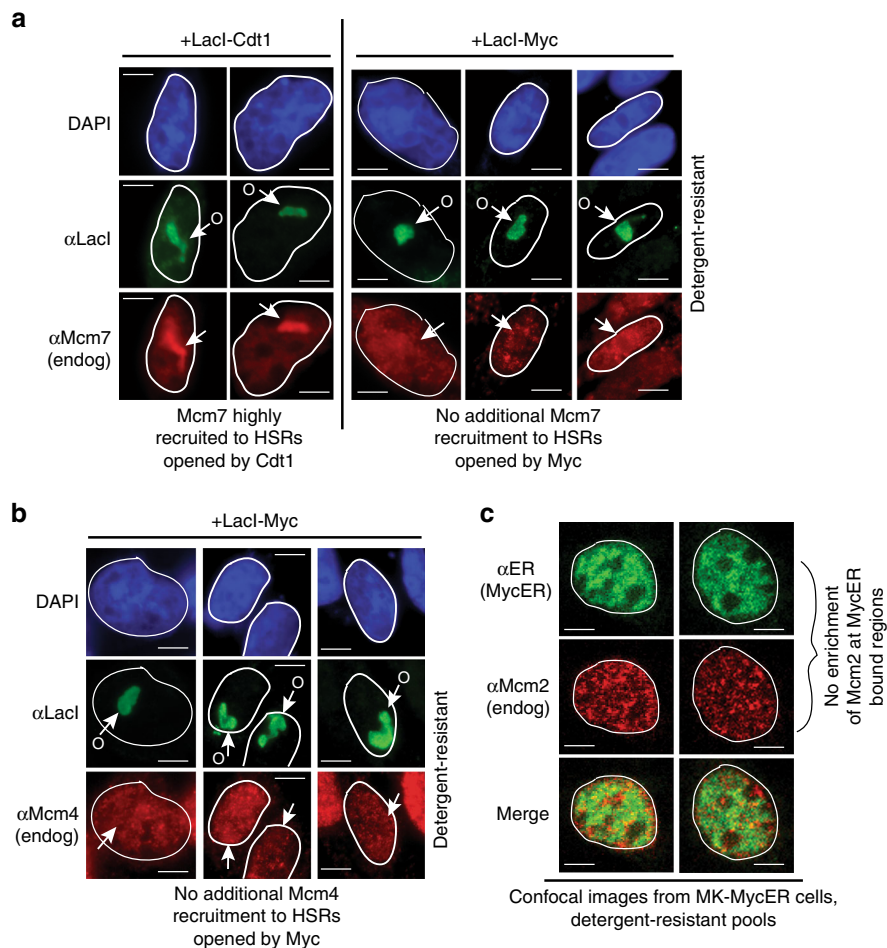 a
+LacI-Cdt1
+LacI-Myc
DAPI
O
O
O
O
O
αLacI
αMcm7
(endog)
Detergent-resistant
Mcm7 highly
recruited to HSRs
opened by Cdt1
No additional Mcm7
recruitment to HSRs
opened by Myc
b
+LacI-Myc
DAPI
αLacI
O
O
O
O
αMcm4
(endog)
Detergent-resistant
No additional Mcm4
recruitment to HSRs
opened by Myc
c
αER
(MycER)
αMcm2
(endog)
Merge
No enrichment
of Mcm2 at MycER
bound regions
Confocal images from MK-MycER cells,
detergent-resistant pools